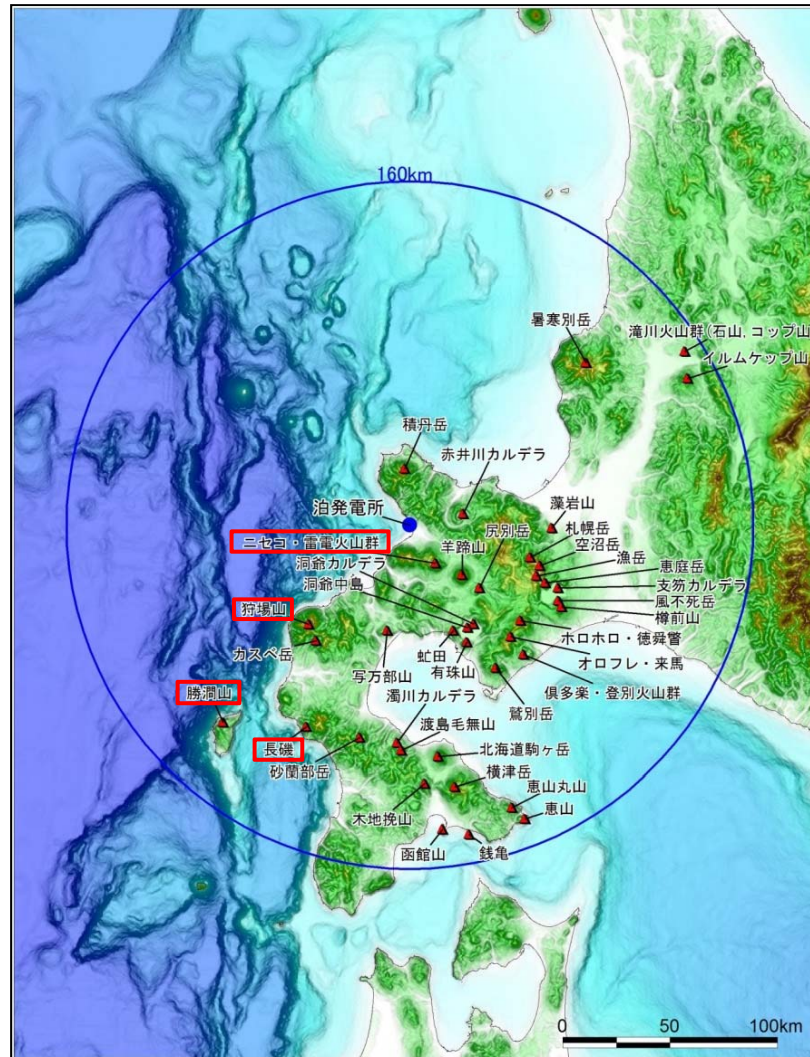 160km
暑寒別岳
滝川火山群(石山, コップ山
イルムケップ山
積丹岳
赤井川カルデラ
泊発電所
藻岩山
ニセコ・雷電火山群
尻別岳
札幌岳
羊蹄山
空沼岳
洞爺カルデラ
漁岳
恵庭岳
洞爺中島
支笏カルデラ
狩場山
風不死岳
樽前山
カスベ岳
ホロホロ・徳舜瞥
写万部山
虻田
オロフレ・来馬
有珠山
倶多楽・登別火山群
勝澗山
濁川カルデラ
鷲別岳
渡島毛無山
長磯
北海道駒ヶ岳
砂蘭部岳
横津岳
恵山丸山
木地挽山
恵山
函館山
銭亀
0 50 100km